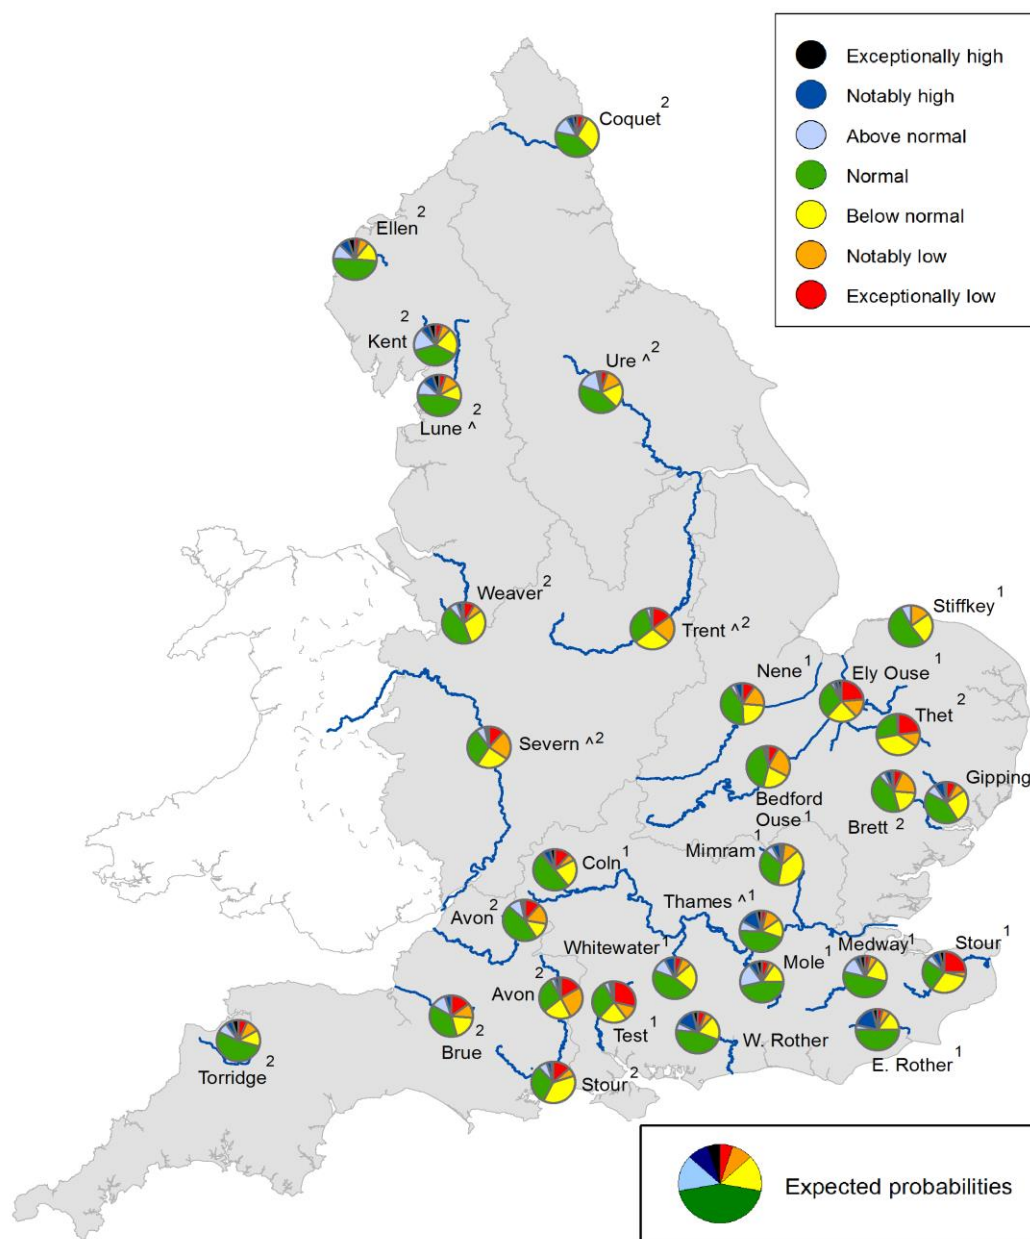 Exceptionally high
Notably high
Above normal
Normal
Below normal
Notably low
Exceptionally low
Coquet 2
Ellen 2
Kent 2
Lune ^ 2
Ure ^ 2
Weaver 2
Trent ^ 2
Stiffkey 1
Nene 1
Ely Ouse 1
Thet 2
Severn ^ 2
Bedford
Ouse 1
Gipping
Brett 2
Mimram 1
Coln 1
Thames ^ 1
Avon 2
Whitewater 1
Mole 1
Medway 1
Stour 1
Avon 2
Test 1
Brue 2
W. Rother
E. Rother 1
Torridge 2
Stour 2
Expected probabilities